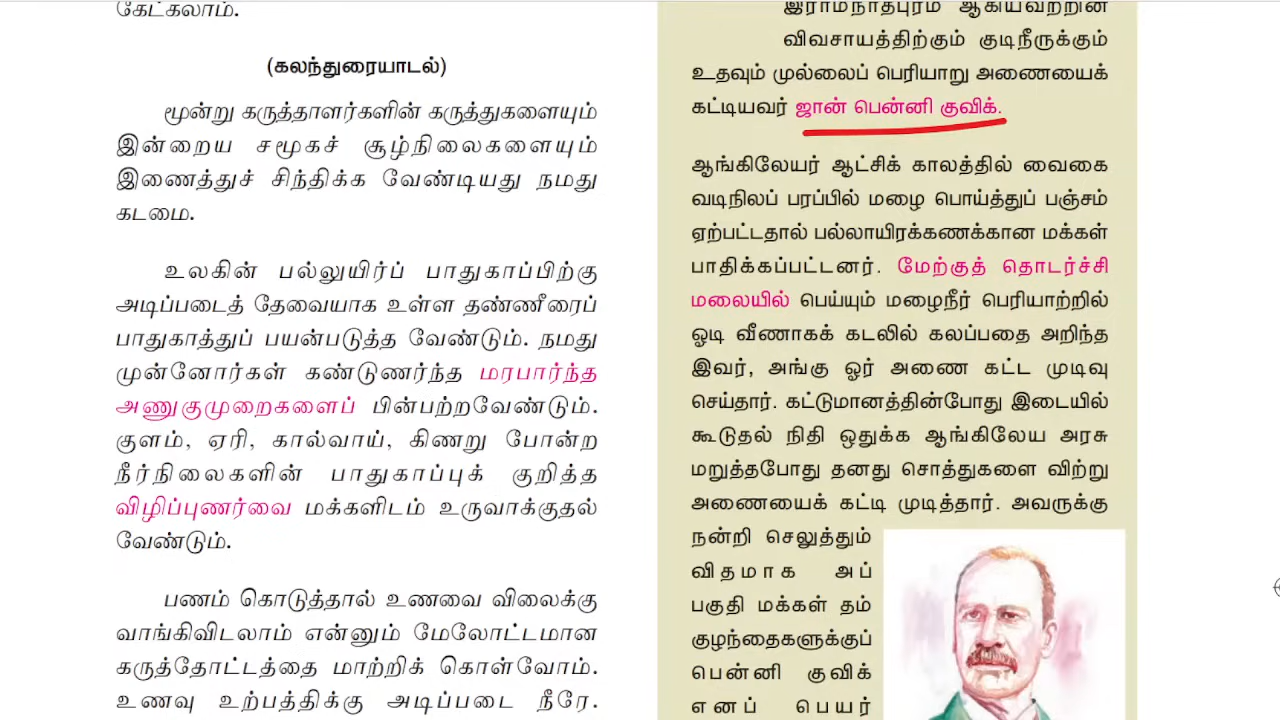 கேட்கலாம்.
(கலந்துரையாடல்)
மூன்று கருத்தாளர்களின் கருத்துகளையும்
இன்றைய சமூகச் சூழ்நிலைகளையும்
இணைத்துச் சிந்திக்க வேண்டியது நமது
கடமை.
உலகின் பல்லுயிர்ப் பாதுகாப்பிற்கு
அடிப்படைத் தேவையாக உள்ள தண்ணீரைப்
பாதுகாத்துப் பயன்படுத்த வேண்டும். நமது
முன்னோர்கள் கண்டுணர்ந்த மரபார்ந்த
அணுகுமுறைகளைப் பின்பற்றவேண்டும்.
குளம், ஏரி, கால்வாய், கிணறு போன்ற
நீர்நிலைகளின் பாதுகாப்புக் குறித்த
விழிப்புணர்வை மக்களிடம் உருவாக்குதல்
வேண்டும்.
பணம் கொடுத்தால் உணவை விலைக்கு
வாங்கிவிடலாம் என்னும் மேலோட்டமான
கருத்தோட்டத்தை மாற்றிக் கொள்வோம்.
உணவு உற்பத்திக்கு அடிப்படை நீரே.
இராமநாதபுரம் ஆகியவற்றின்
விவசாயத்திற்கும் குடிநீருக்கும்
உதவும் முல்லைப் பெரியாறு அணையைக்
கட்டியவர் ஜான் பென்னி குவிக்.
ஆங்கிலேயர் ஆட்சிக் காலத்தில் வைகை
வடிநிலப் பரப்பில் மழை பொய்த்துப் பஞ்சம்
ஏற்பட்டதால் பல்லாயிரக்கணக்கான மக்கள்
பாதிக்கப்பட்டனர். மேற்குத் தொடர்ச்சி
மலையில் பெய்யும் மழைநீர் பெரியாற்றில்
ஓடி வீணாகக் கடலில் கலப்பதை அறிந்த
இவர், அங்கு ஓர் அணை கட்ட முடிவு
செய்தார். கட்டுமானத்தின்போது இடையில்
கூடுதல் நிதி ஒதுக்க ஆங்கிலேய அரசு
மறுத்தபோது தனது சொத்துகளை விற்று
அணையைக் கட்டி முடித்தார். அவருக்கு
நன்றி செலுத்தும்
விதமாக அப்
பகுதி மக்கள் தம்
குழந்தைகளுக்குப்
பென்னி குவிக்
எனப் பெயர்